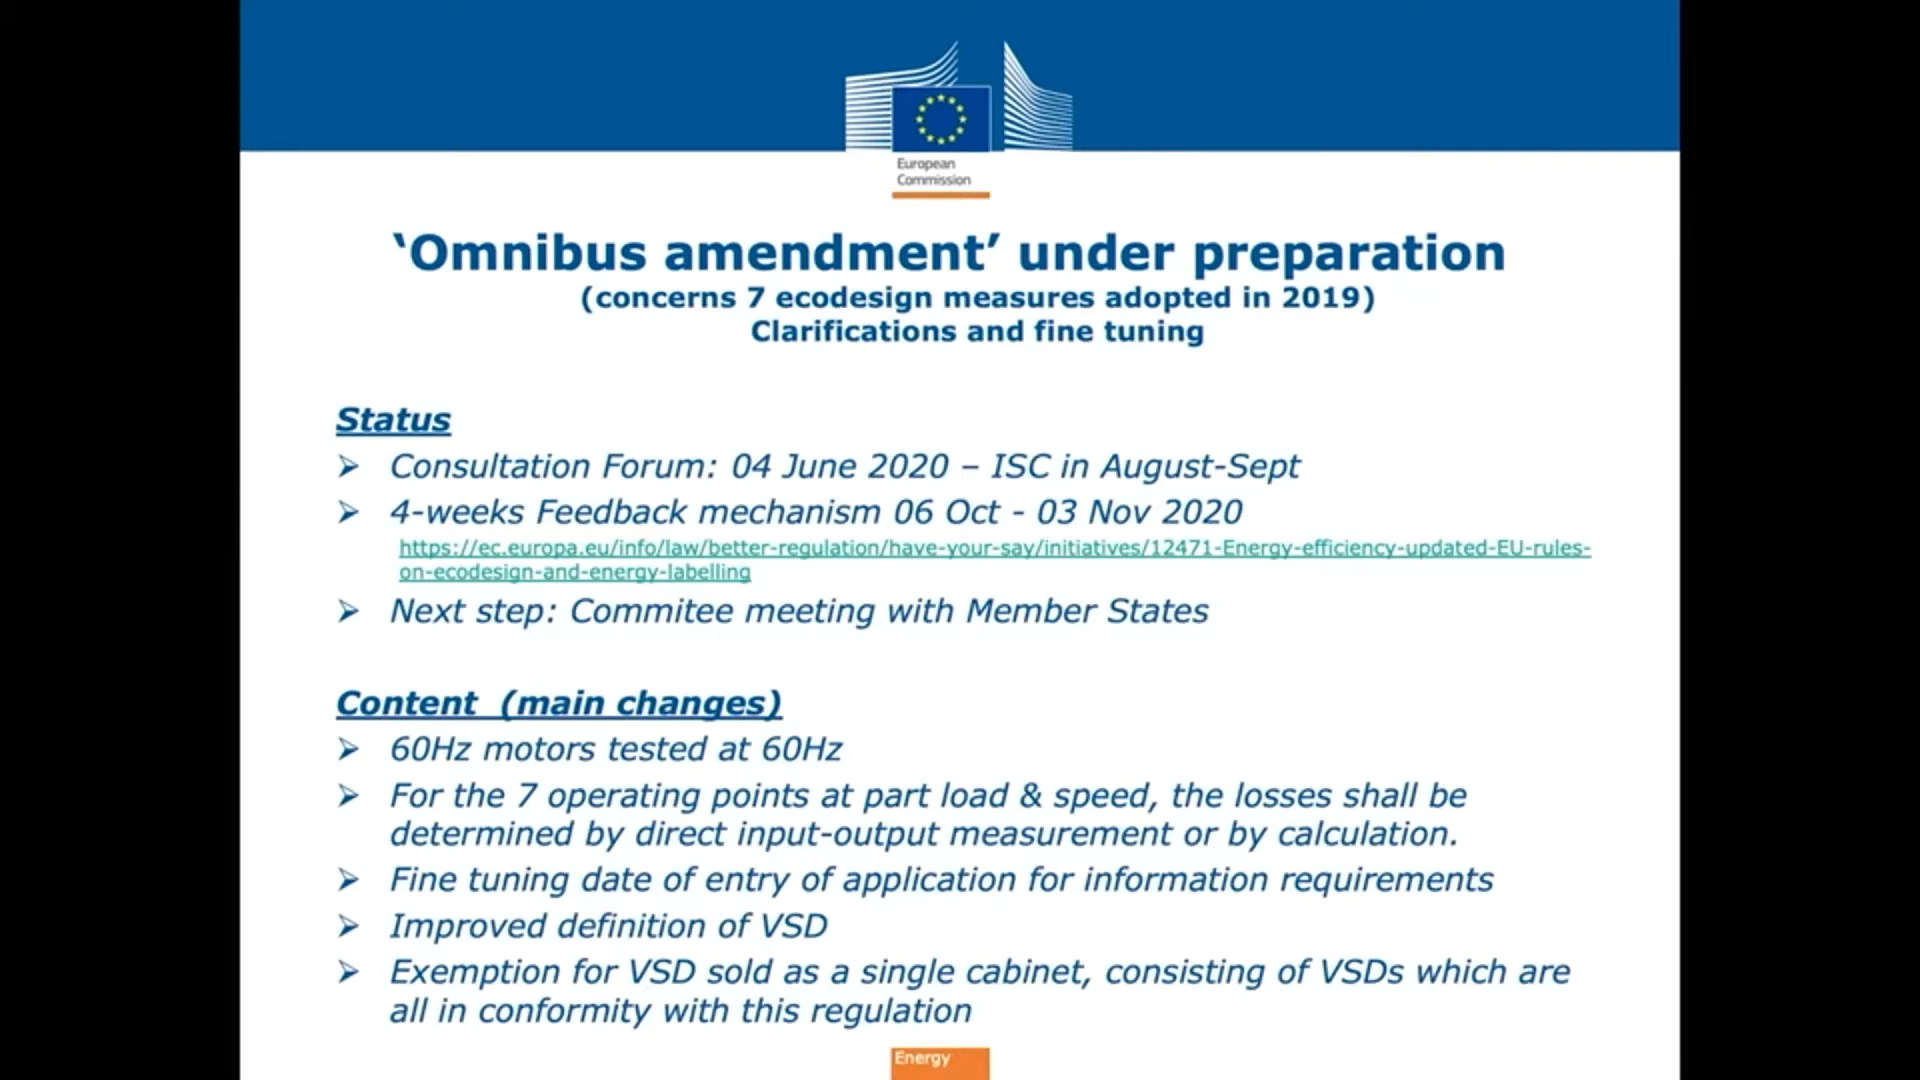 European
Commission
‘Omnibus amendment’ under preparation
(concerns 7 ecodesign measures adopted in 2019)
Clarifications and fine tuning
Status
➢ Consultation Forum: 04 June 2020 – ISC in August-Sept
➢ 4-weeks Feedback mechanism 06 Oct - 03 Nov 2020
https://ec.europa.eu/info/law/better-regulation/have-your-say/initiatives/12471-Energy-efficiency-updated-EU-rules-
on-ecodesign-and-energy-labelling
➢ Next step: Commitee meeting with Member States
Content (main changes)
➢ 60Hz motors tested at 60Hz
➢ For the 7 operating points at part load & speed, the losses shall be
determined by direct input-output measurement or by calculation.
➢ Fine tuning date of entry of application for information requirements
➢ Improved definition of VSD
➢ Exemption for VSD sold as a single cabinet, consisting of VSDs which are
all in conformity with this regulation
Energy